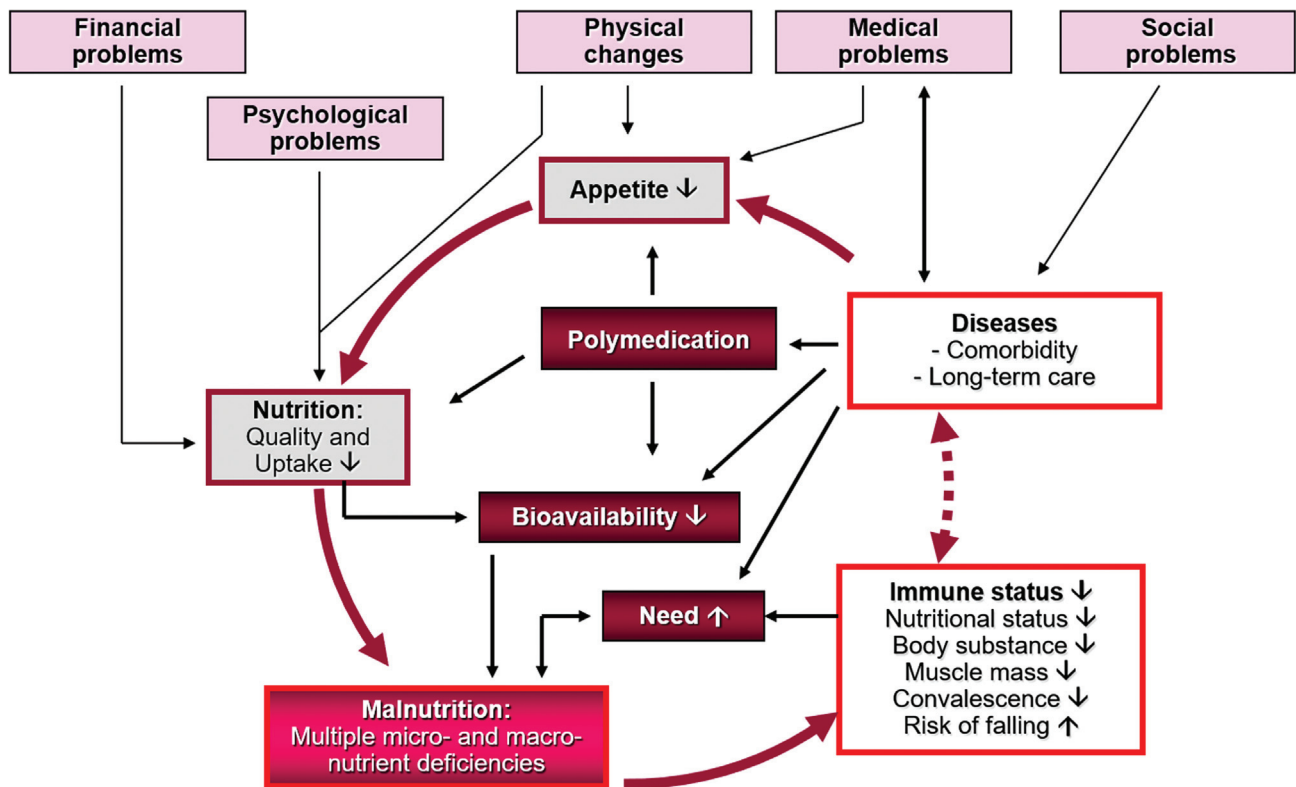 Financial
problems
Physical
changes
Medical
problems
Social
problems
Psychological
problems
Appetite ↓
Polymedication
Diseases
- Comorbidity
- Long-term care
Nutrition:
Quality and
Uptake ↓
Bioavailability ↓
Need ↑
Immune status ↓
Nutritional status ↓
Body substance ↓
Muscle mass ↓
Convalescence ↓
Risk of falling ↑
Malnutrition:
Multiple micro- and macro-
nutrient deficiencies